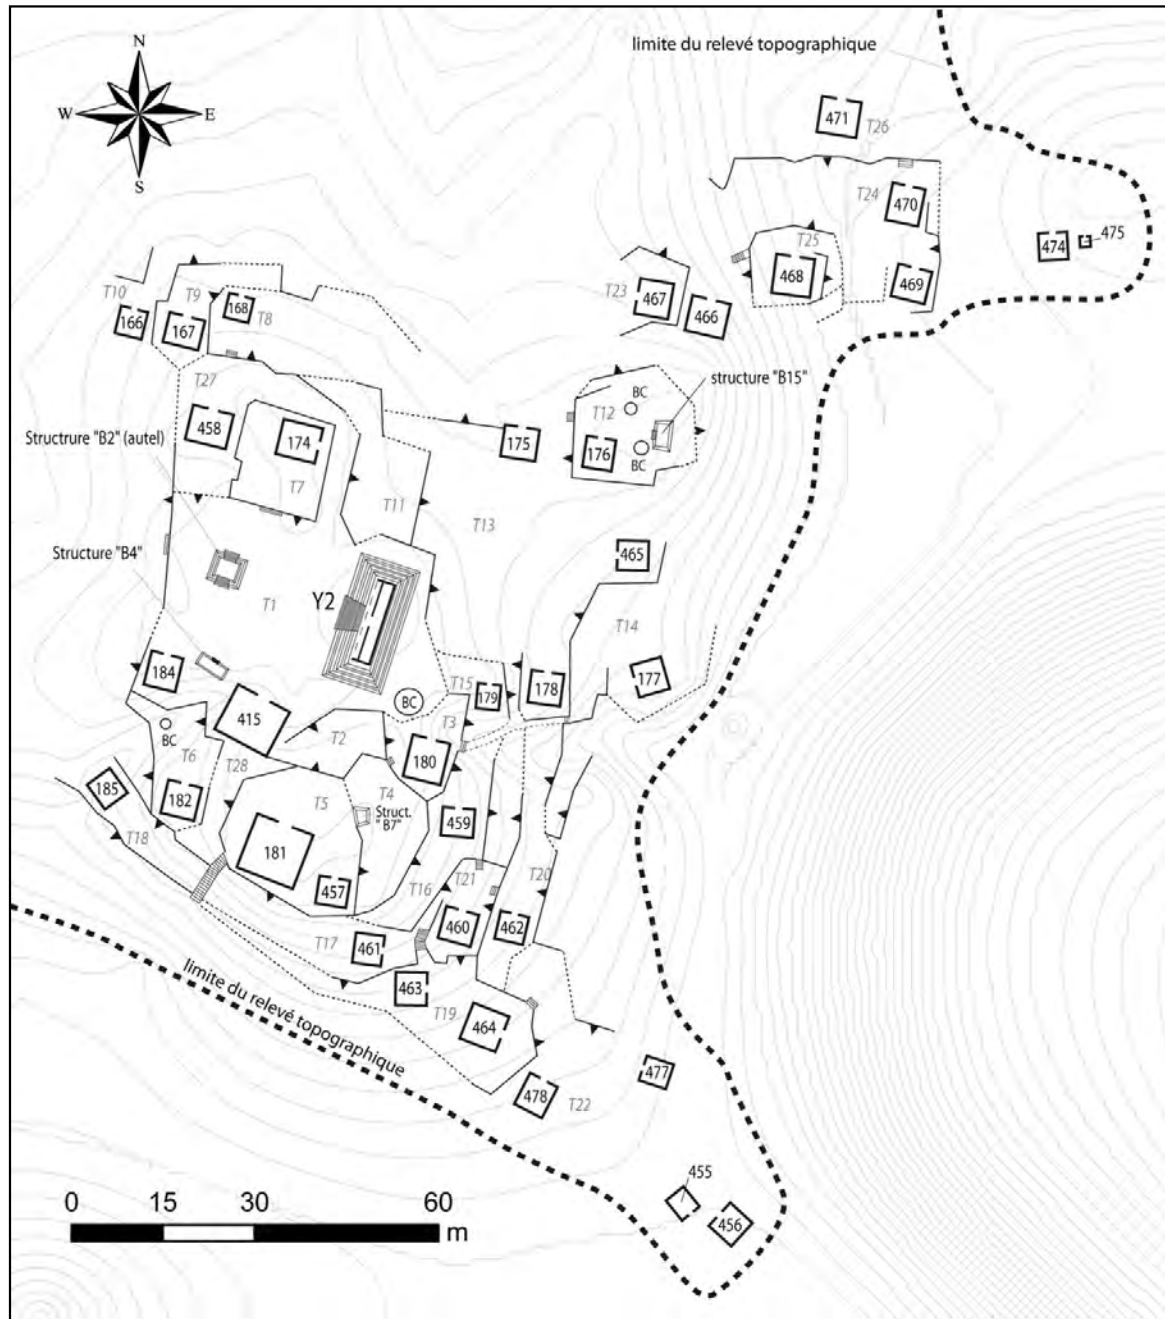 limite du relevé topographique
N
W
E
S
471
T26
T24
470
475
474
T25
468
469
T10
T9
166
167
168
T8
T23
467
466
structure "B15"
T27
458
174
T7
Structrure "B2" (autel)
175
BC
T12
176
BC
T11
T13
Structure "B4"
465
T1
Y2
T14
184
T15
179
178
177
BC
415
T3
BC
T2
T6
180
T28
185
182
T4
T5
Struct.
" B7"
459
T18
181
457
T16
T21
T20
460
462
T17
461
limite du relevé topographique
463
T19
464
477
478
T22
455
456
0
15
30
60
m